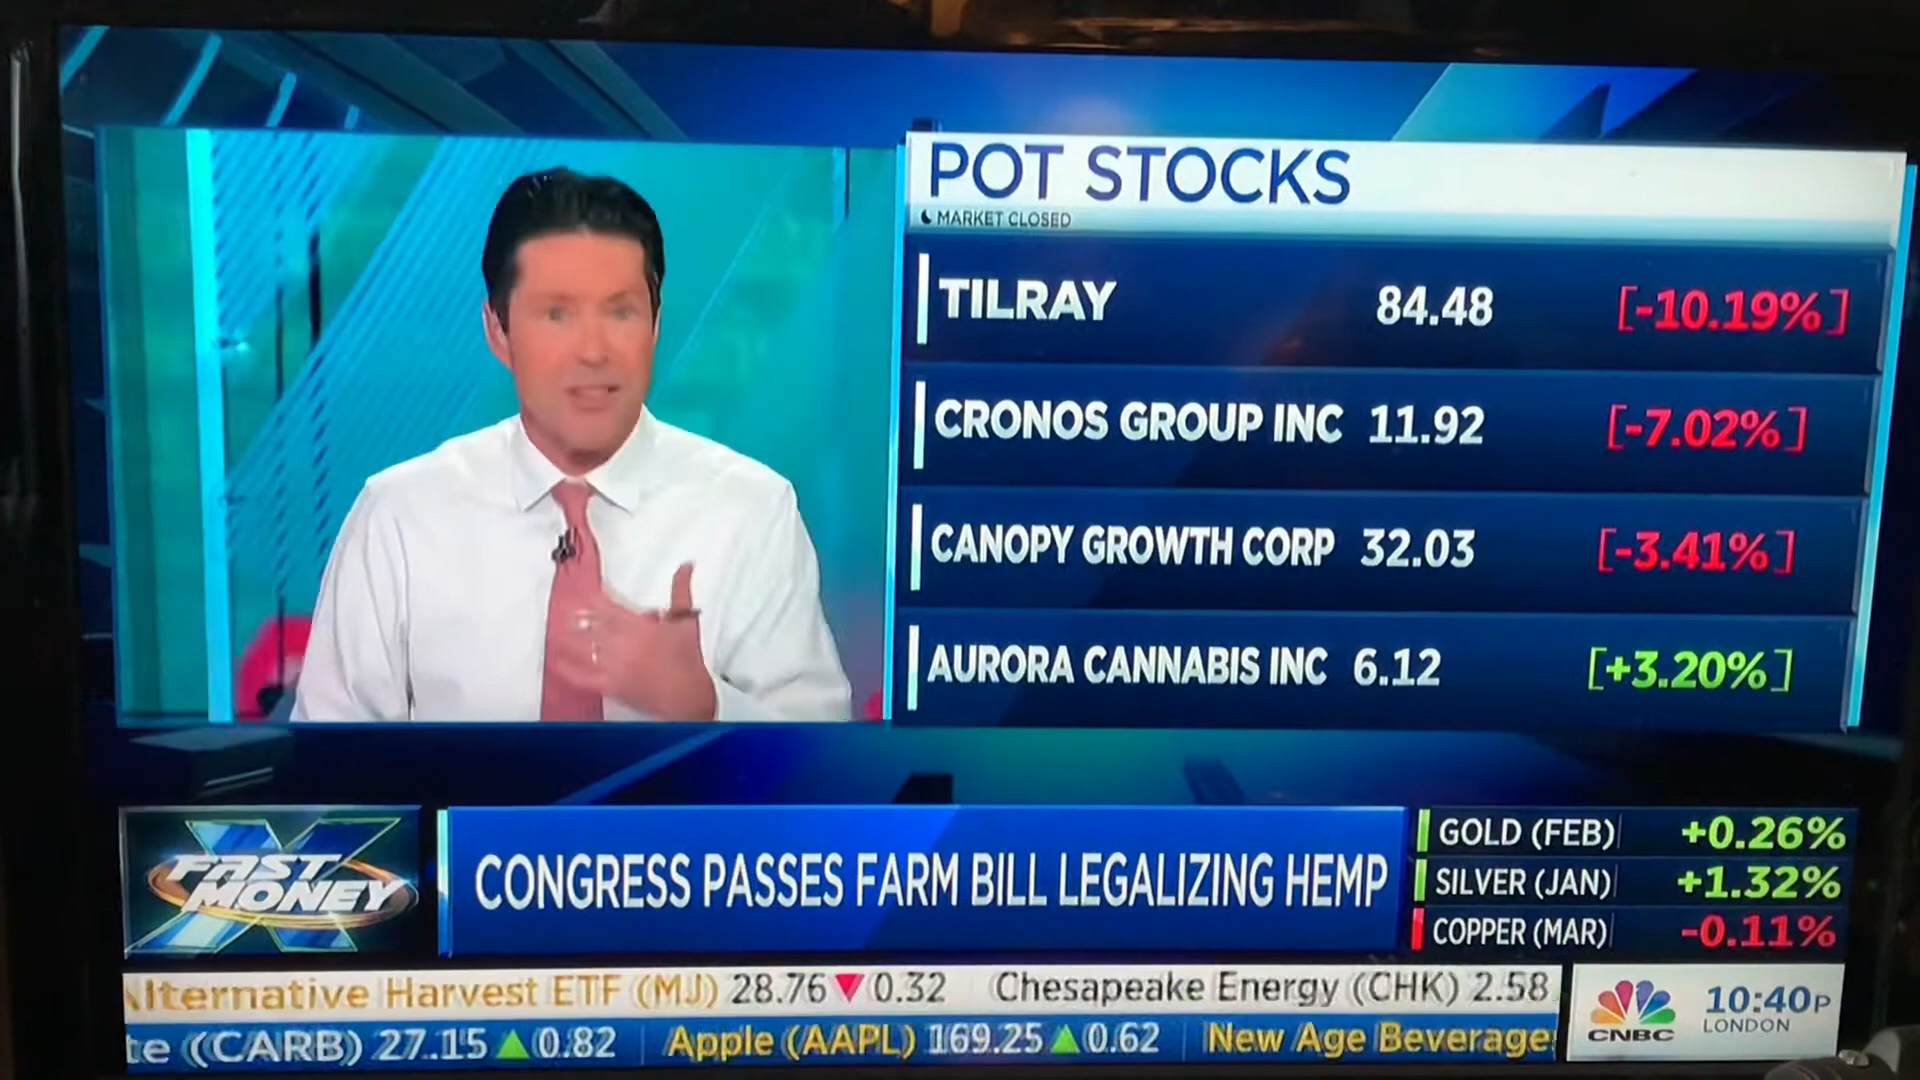 POT STOCKS
MARKET CLOSED
TILRAY 84.48 [-10.19%]
CRONOS GROUP INC 11.92 [-7.02%]
CANOPY GROWTH CORP 32.03 [-3.41%]
AURORA CANNABIS INC 6.12 [+3.20%]
FAST MONEY
CONGRESS PASSES FARM BILL LEGALIZING HEMP
GOLD (FEB) +0.26%
SILVER (JAN) +1.32%
COPPER (MAR) -0.11%
lternative Harvest ETF (MJ) 28.76 ▼ 0.32 Chesapeake Energy (CHK) 2.58
te (CARB) 27.15 ▲ 0.82 Apple (AAPL) 169.25 ▲ 0.62 New Age Beverage
CNBC
10:40P
LONDON